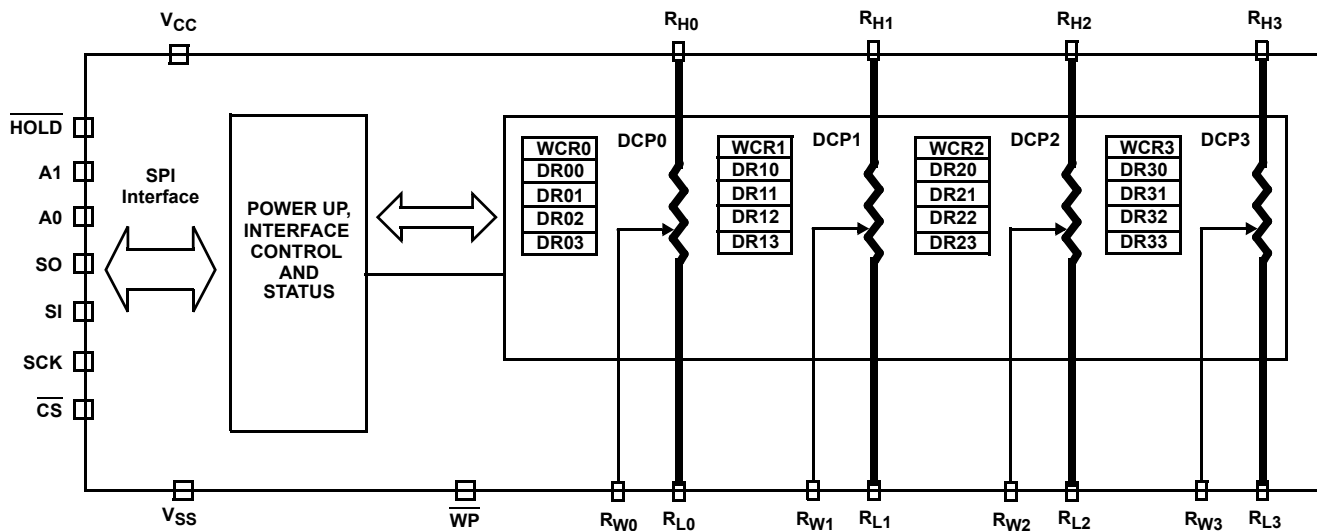 VCC
RH0
RH1
RH2
RH3
HOLD
A1
A0
SO
SI
SCK
CS
SPI
Interface
POWER UP,
INTERFACE
CONTROL
AND
STATUS
WCR0
DR00
DR01
DR02
DR03
DCP0
WCR1
DR10
DR11
DR12
DR13
DCP1
WCR2
DR20
DR21
DR22
DR23
DCP2
WCR3
DR30
DR31
DR32
DR33
DCP3
VSS
WP
RW0
RL0
RW1
RL1
RW2
RL2
RW3
RL3